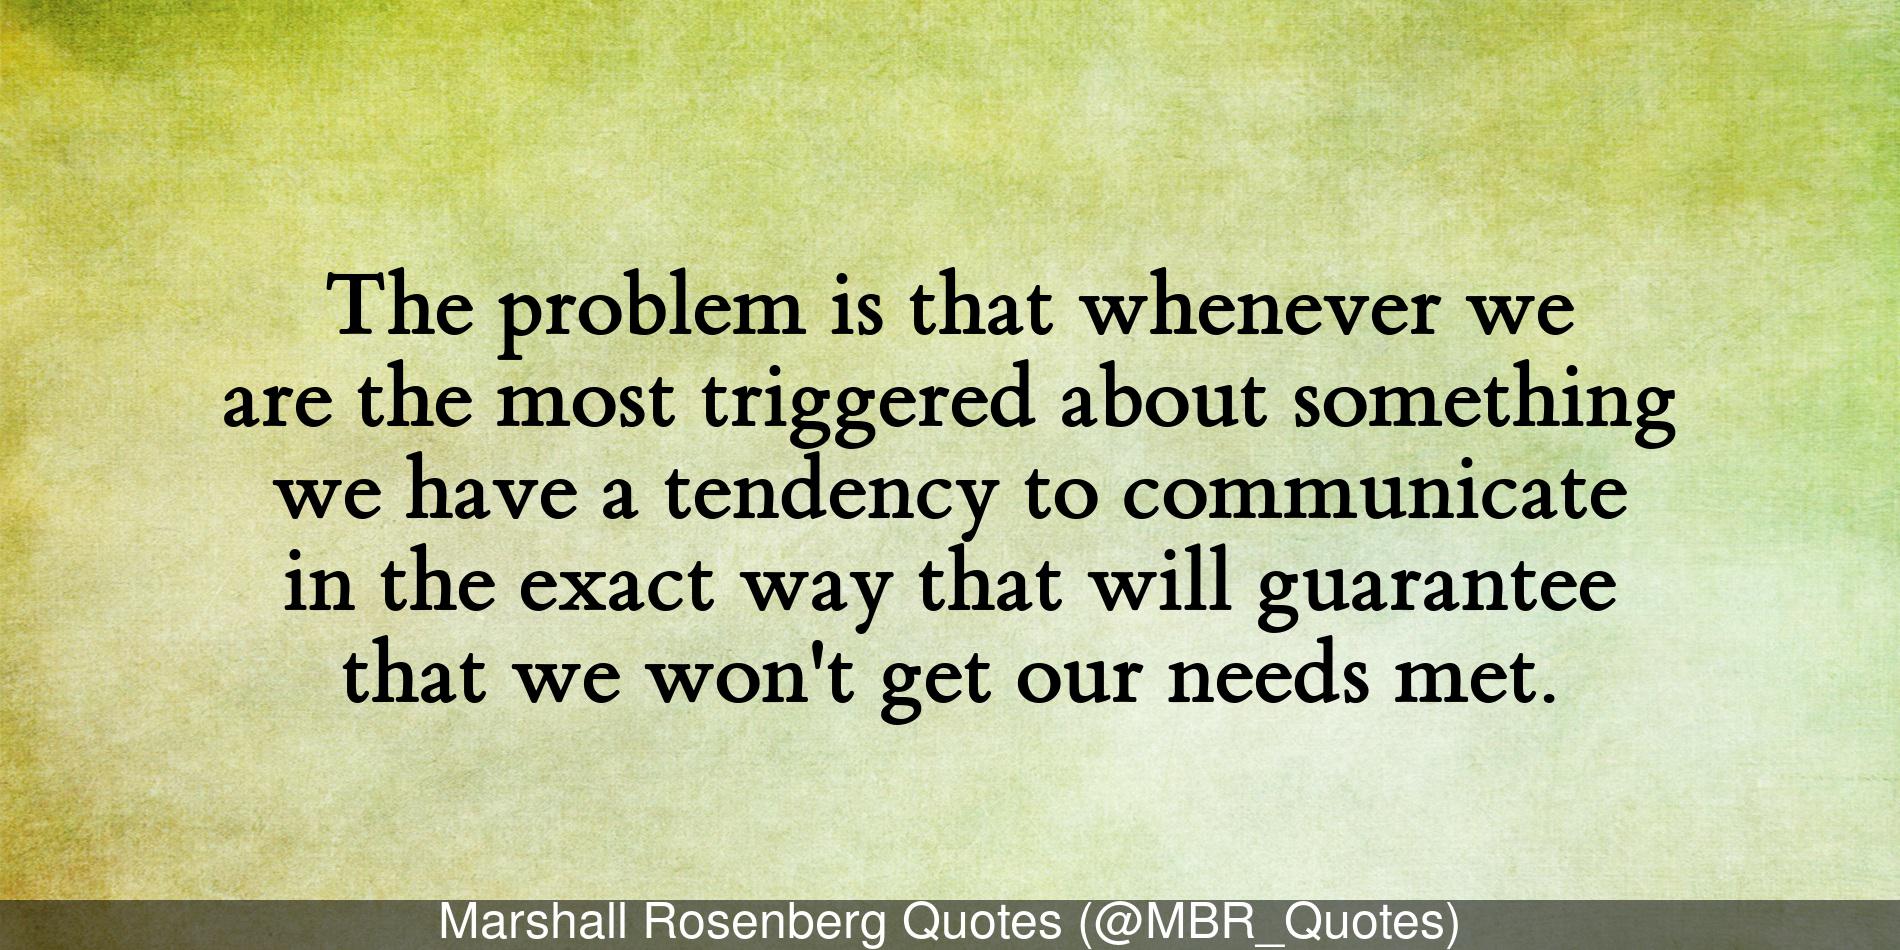 The problem is that whenever we
are the most triggered about something
we have a tendency to communicate
in the exact way that will guarantee
that we won't get our needs met.
Marshall Rosenberg Quotes (@MBR_Quotes)